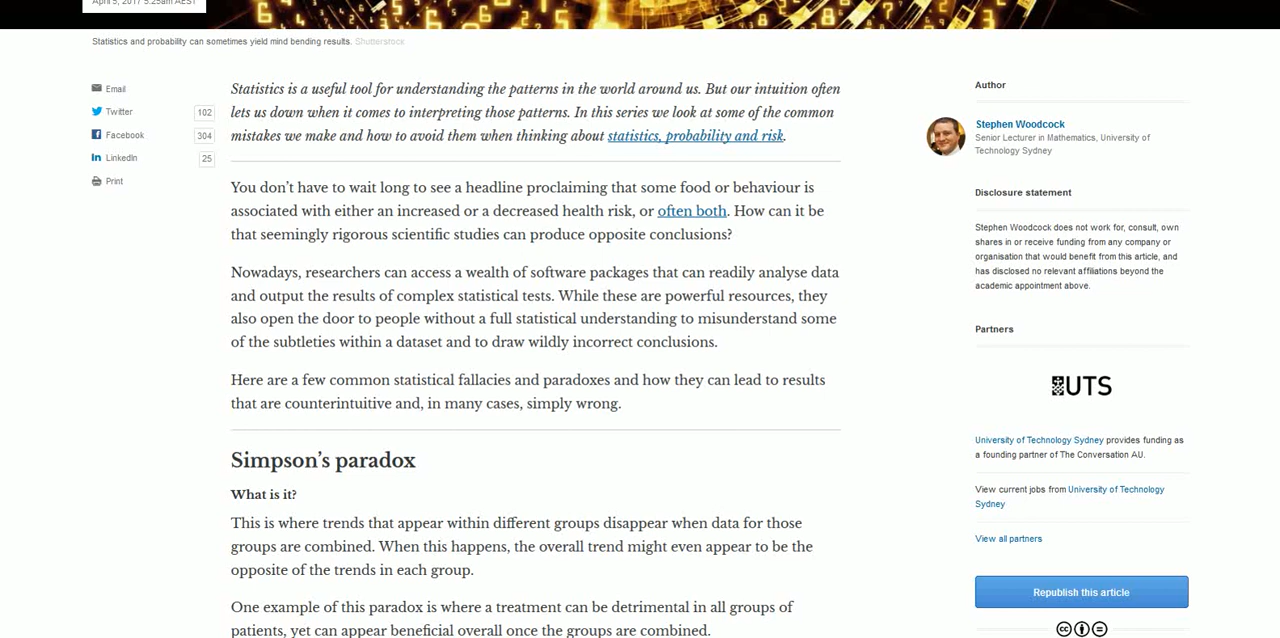 April 5, 2017 5.25am AEST
Statistics and probability can sometimes yield mind bending results. Shutterstock
Email
Twitter 102
Facebook 304
LinkedIn 25
Print
Statistics is a useful tool for understanding the patterns in the world around us. But our intuition often
lets us down when it comes to interpreting those patterns. In this series we look at some of the common
mistakes we make and how to avoid them when thinking about statistics, probability and risk.
You don’t have to wait long to see a headline proclaiming that some food or behaviour is
associated with either an increased or a decreased health risk, or often both. How can it be
that seemingly rigorous scientific studies can produce opposite conclusions?
Nowadays, researchers can access a wealth of software packages that can readily analyse data
and output the results of complex statistical tests. While these are powerful resources, they
also open the door to people without a full statistical understanding to misunderstand some
of the subtleties within a dataset and to draw wildly incorrect conclusions.
Here are a few common statistical fallacies and paradoxes and how they can lead to results
that are counterintuitive and, in many cases, simply wrong.
Simpson’s paradox
What is it?
This is where trends that appear within different groups disappear when data for those
groups are combined. When this happens, the overall trend might even appear to be the
opposite of the trends in each group.
One example of this paradox is where a treatment can be detrimental in all groups of
patients, yet can appear beneficial overall once the groups are combined.
Author
Stephen Woodcock
Senior Lecturer in Mathematics, University of
Technology Sydney
Disclosure statement
Stephen Woodcock does not work for, consult, own
shares in or receive funding from any company or
organisation that would benefit from this article, and
has disclosed no relevant affiliations beyond the
academic appointment above.
Partners
UTS
University of Technology Sydney provides funding as
a founding partner of The Conversation AU.
View current jobs from University of Technology
Sydney
View all partners
Republish this article
cc